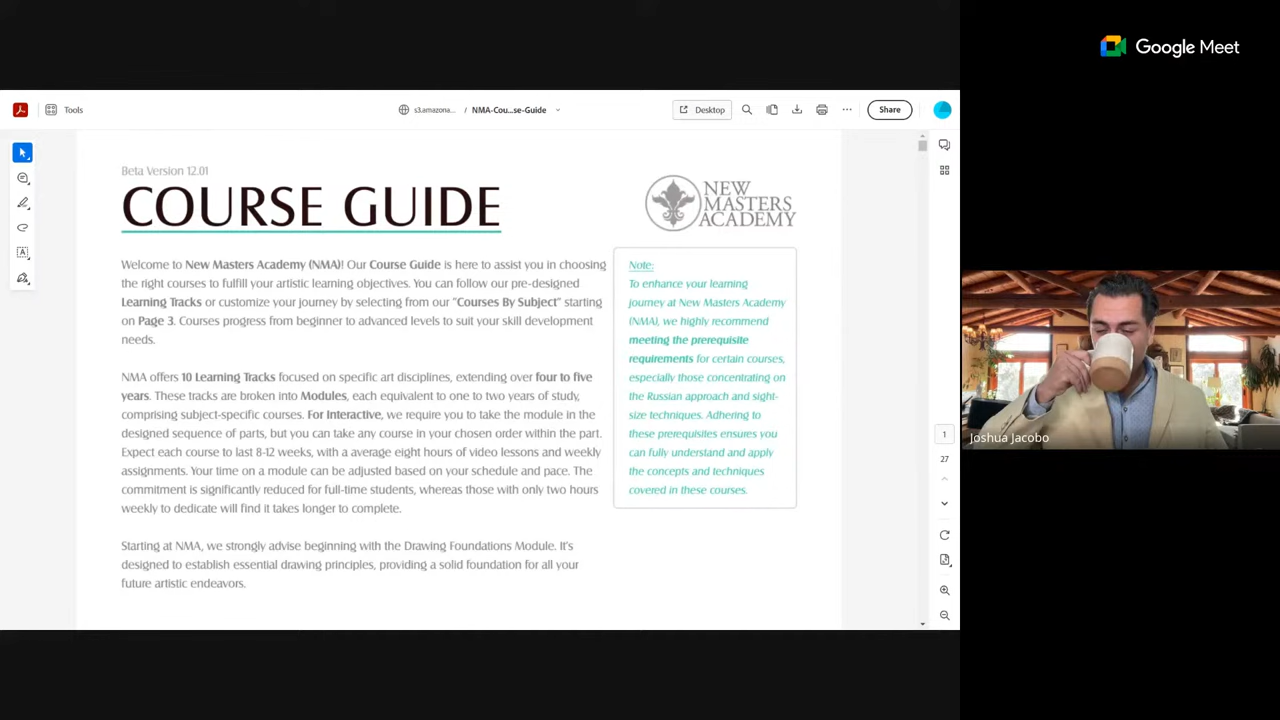 Google Meet
Tools
s3.amazona... / NMA-Cou...se-Guide
Desktop
Share
Beta Version 12.01
COURSE GUIDE
NEW
MASTERS
ACADEMY
Welcome to New Masters Academy (NMA)! Our Course Guide is here to assist you in choosing
the right courses to fulfill your artistic learning objectives. You can follow our pre-designed
Learning Tracks or customize your journey by selecting from our "Courses By Subject" starting
on Page 3. Courses progress from beginner to advanced levels to suit your skill development
needs.
NMA offers 10 Learning Tracks focused on specific art disciplines, extending over four to five
years. These tracks are broken into Modules, each equivalent to one to two years of study,
comprising subject-specific courses. For Interactive, we require you to take the module in the
designed sequence of parts, but you can take any course in your chosen order within the part.
Expect each course to last 8-12 weeks, with a average eight hours of video lessons and weekly
assignments. Your time on a module can be adjusted based on your schedule and pace. The
commitment is significantly reduced for full-time students, whereas those with only two hours
weekly to dedicate will find it takes longer to complete.
Starting at NMA, we strongly advise beginning with the Drawing Foundations Module. It's
designed to establish essential drawing principles, providing a solid foundation for all your
future artistic endeavors.
Note:
To enhance your learning
journey at New Masters Academy
(NMA), we highly recommend
meeting the prerequisite
requirements for certain courses,
especially those concentrating on
the Russian approach and sight-
size techniques. Adhering to
these prerequisites ensures you
can fully understand and apply
the concepts and techniques
covered in these courses.
1
27
Joshua Jacobo